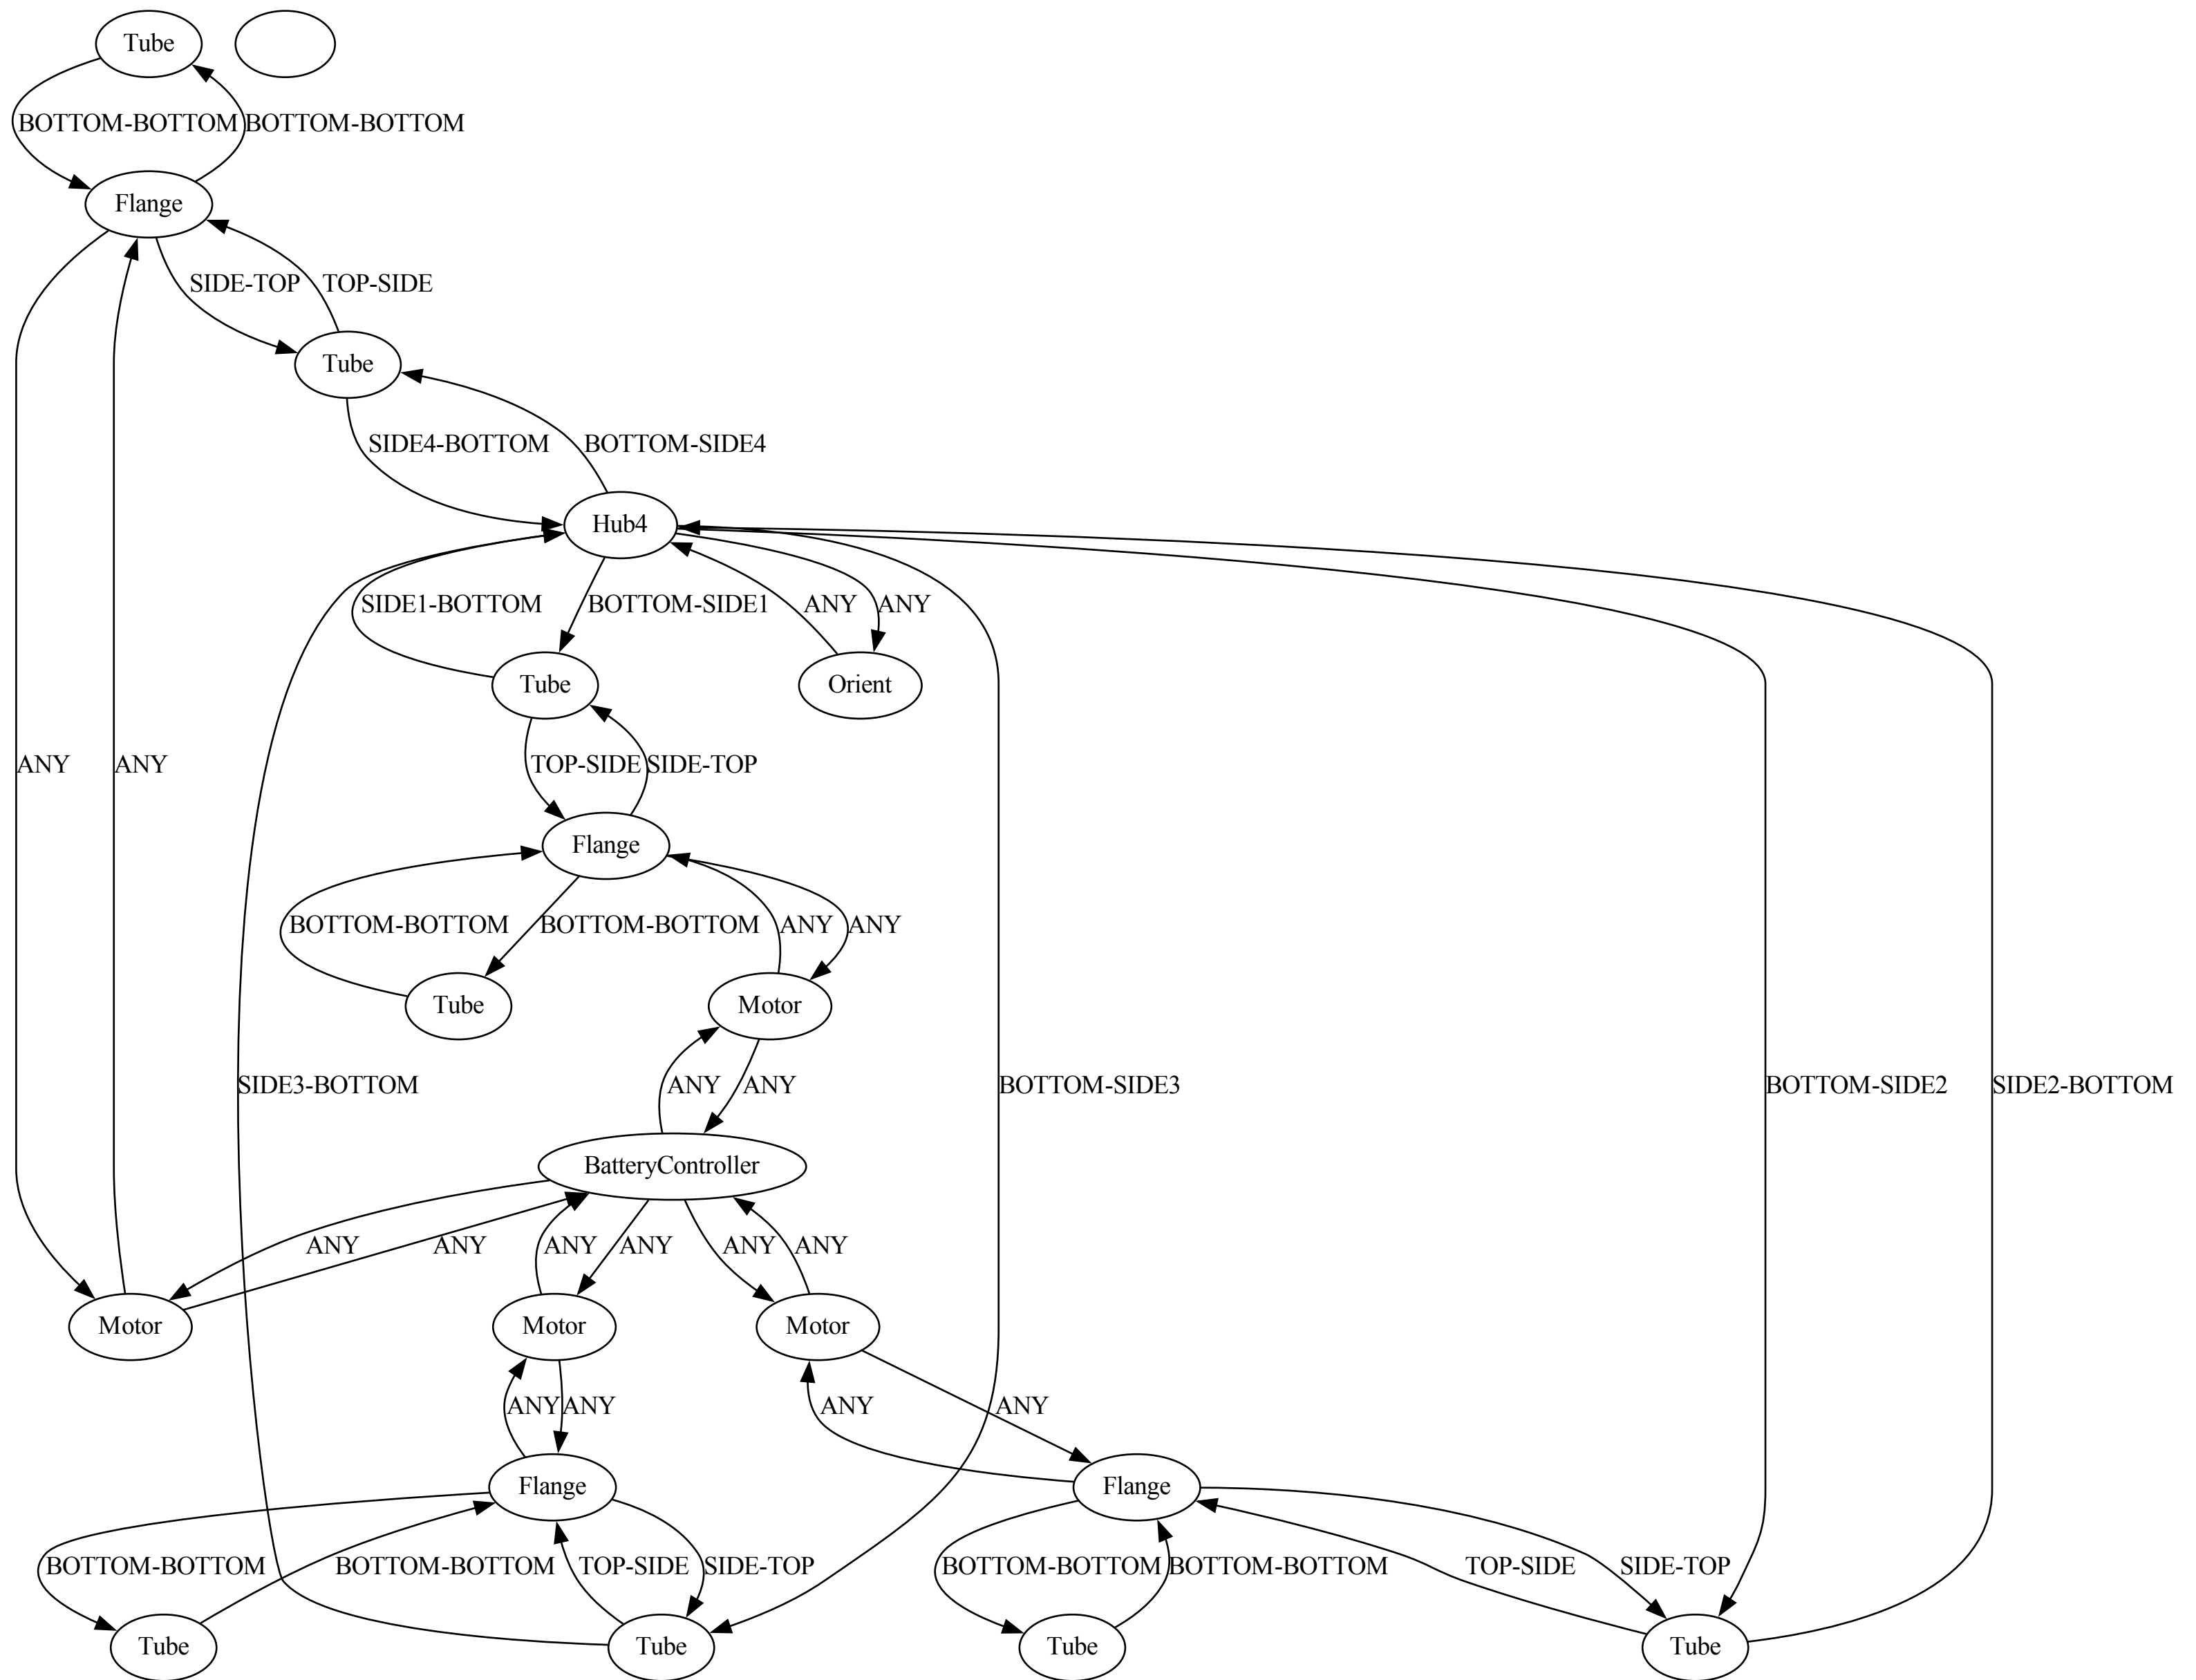 Tube
BOTTOM-BOTTOM BOTTOM-BOTTOM
Flange
SIDE-TOP TOP-SIDE
Tube
SIDE4-BOTTOM BOTTOM-SIDE4
Hub4
SIDE1-BOTTOM BOTTOM-SIDE1 ANY ANY
Tube Orient
ANY ANY TOP-SIDE SIDE-TOP
Flange
BOTTOM-BOTTOM BOTTOM-BOTTOM ANY ANY
Tube Motor
SIDE3-BOTTOM ANY ANY BOTTOM-SIDE3 BOTTOM-SIDE2 SIDE2-BOTTOM
BatteryController
ANY ANY ANY ANY ANY ANY
Motor Motor Motor
ANY ANY ANY ANY
Flange Flange
BOTTOM-BOTTOM BOTTOM-BOTTOM TOP-SIDE SIDE-TOP BOTTOM-BOTTOM BOTTOM-BOTTOM TOP-SIDE SIDE-TOP
Tube Tube Tube Tube